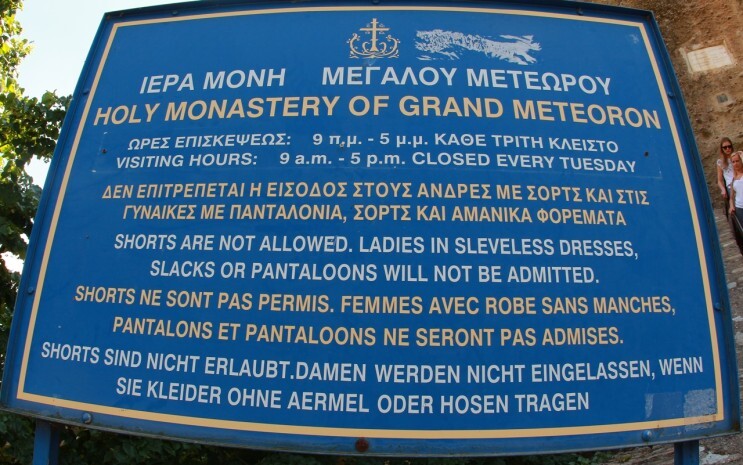 ΙΕΡΑ ΜΟΝΗ ΜΕΓΑΛΟΥ ΜΕΤΕΩΡΟΥ
HOLY MONASTERY OF GRAND METEORON
ΩΡΕΣ ΕΠΙΣΚΕΨΕΩΣ: 9 π.μ. - 5 μ.μ. ΚΑΘΕ ΤΡΙΤΗ ΚΛΕΙΣΤΟ
VISITING HOURS: 9 a.m. - 5 p.m. CLOSED EVERY TUESDAY
ΔΕΝ ΕΠΙΤΡΕΠΕΤΑΙ Η ΕΙΣΟΔΟΣ ΣΤΟΥΣ ΑΝΔΡΕΣ ΜΕ ΣΟΡΤΣ ΚΑΙ ΣΤΙΣ
ΓΥΝΑΙΚΕΣ ΜΕ ΠΑΝΤΑΛΟΝΙΑ, ΣΟΡΤΣ ΚΑΙ ΑΜΑΝΙΚΑ ΦΟΡΕΜΑΤΑ
SHORTS ARE NOT ALLOWED. LADIES IN SLEVELESS DRESSES,
SLACKS OR PANTALOONS WILL NOT BE ADMITTED.
SHORTS NE SONT PAS PERMIS. FEMMES AVEC ROBE SANS MANCHES,
PANTALONS ET PANTALOONS NE SERONT PAS ADMISES.
SHORTS SIND NICHT ERLAUBT.DAMEN WERDEN NICHT EINGELASSEN, WENN
SIE KLEIDER OHNE AERMEL ODER HOSEN TRAGEN